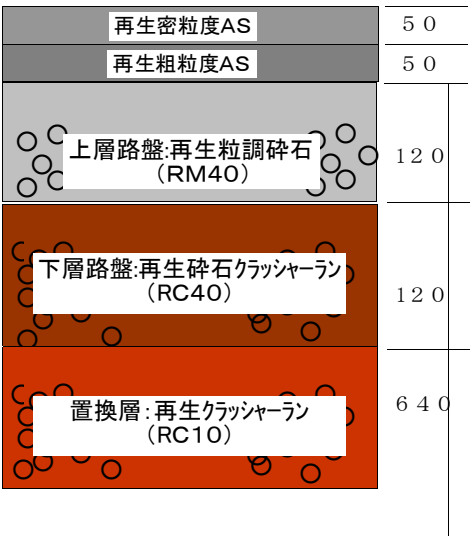 再生密粒度AS
50
再生粗粒度AS
50
上層路盤:再生粒調砕石
(RM40)
120
下層路盤:再生砕石クラッシャーラン
(RC40)
120
置換層:再生クラッシャーラン
(RC10)
640